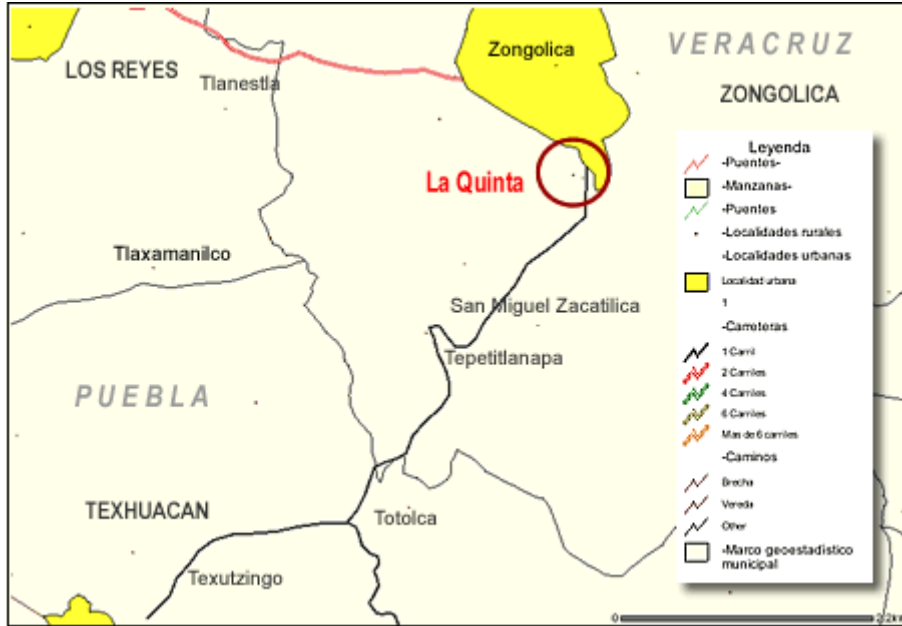 Zongolica
VERACRUZ
LOS REYES
Tlanestla
ZONGOLICA
La Quinta
Tlaxamanilco
San Miguel Zacatilica
Tepetitlanapa
PUEBLA
TEXHUACAN
Totolca
Texutzingo
Leyenda
-Puentes-
-Manzanas-
-Puentes
-Localidades rurales
-Localidades urbanas
Localidad urbana
1
-Carreteras
1 Carril
2 Carriles
4 Carriles
6 Carriles
Mas de 6 carriles
-Caminos
Brecha
Vereda
Other
-Marco geoestadístico
municipal
0
2.2km